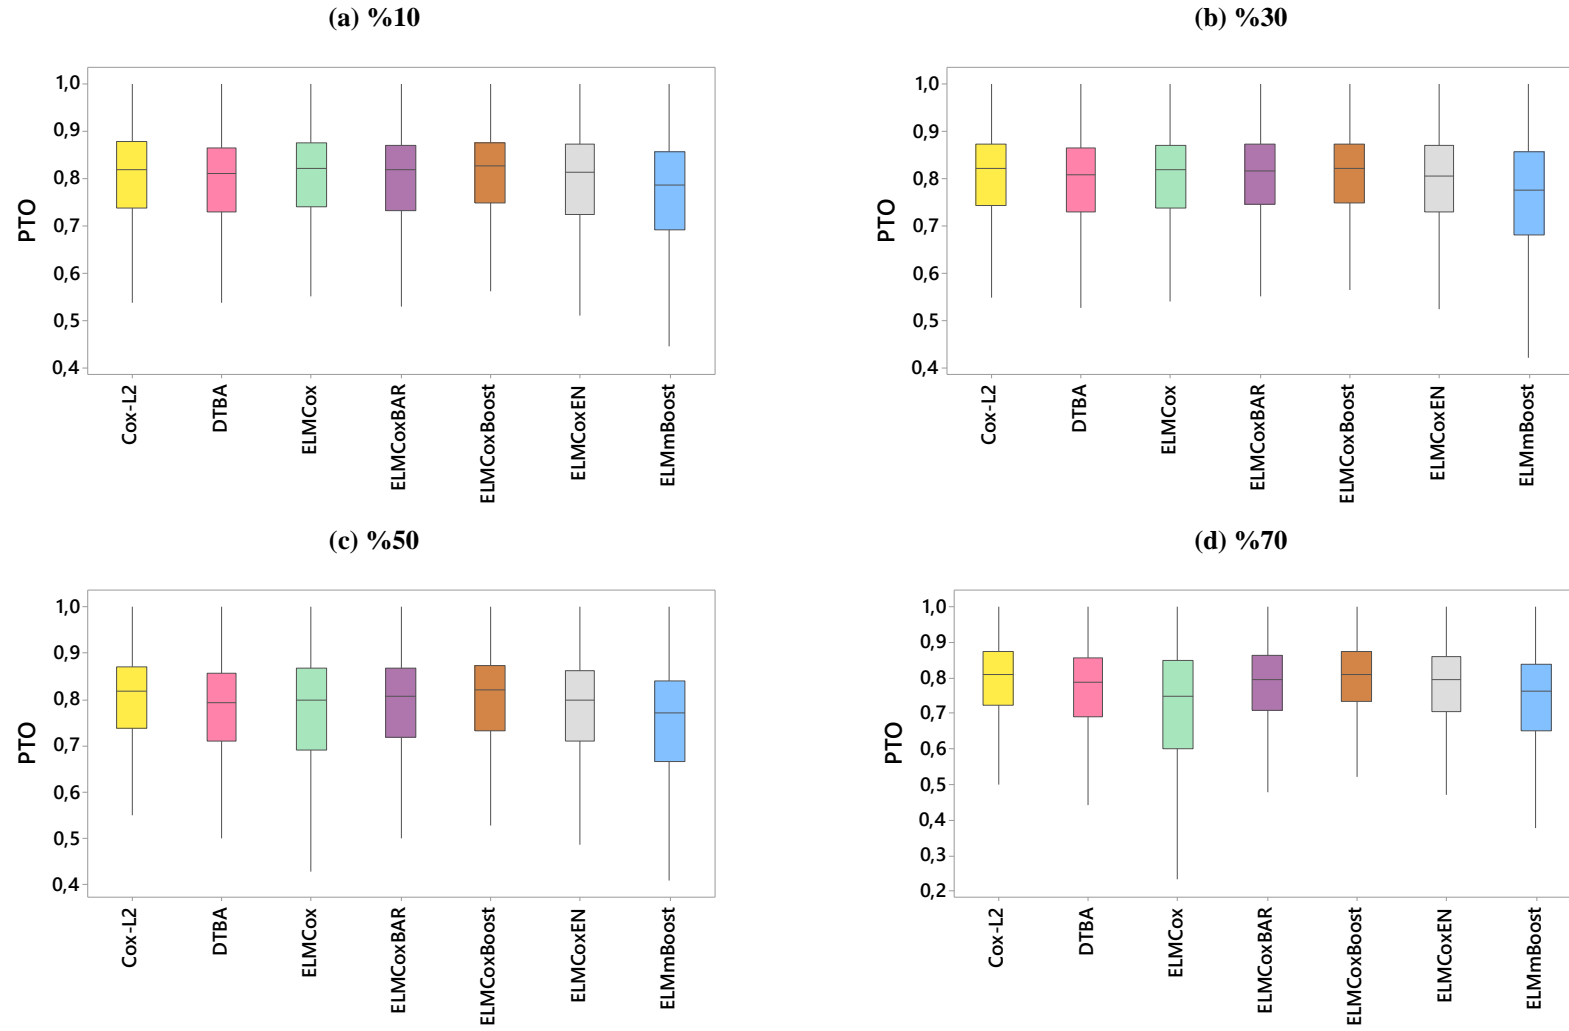 (a) %10
PTO
1,0
0,9
0,8
0,7
0,6
0,5
0,4
Cox-L2
DTBA
ELMCox
ELMCoxBAR
ELMCoxBoost
ELMCoxEN
ELMmBoost
(b) %30
PTO
1,0
0,9
0,8
0,7
0,6
0,5
0,4
Cox-L2
DTBA
ELMCox
ELMCoxBAR
ELMCoxBoost
ELMCoxEN
ELMmBoost
(c) %50
PTO
1,0
0,9
0,8
0,7
0,6
0,5
0,4
Cox-L2
DTBA
ELMCox
ELMCoxBAR
ELMCoxBoost
ELMCoxEN
ELMmBoost
(d) %70
PTO
1,0
0,9
0,8
0,7
0,6
0,5
0,4
0,3
0,2
Cox-L2
DTBA
ELMCox
ELMCoxBAR
ELMCoxBoost
ELMCoxEN
ELMmBoost